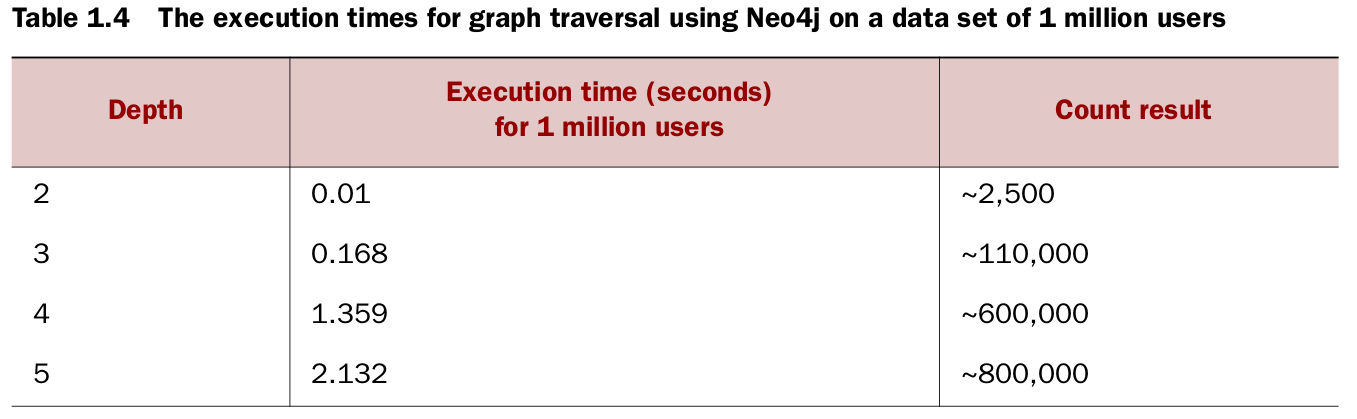 Table 1.4 The execution times for graph traversal using Neo4j on a data set of 1 million users
Depth Execution time (seconds) for 1 million users Count result
2 0.01 ~2,500
3 0.168 ~110,000
4 1.359 ~600,000
5 2.132 ~800,000